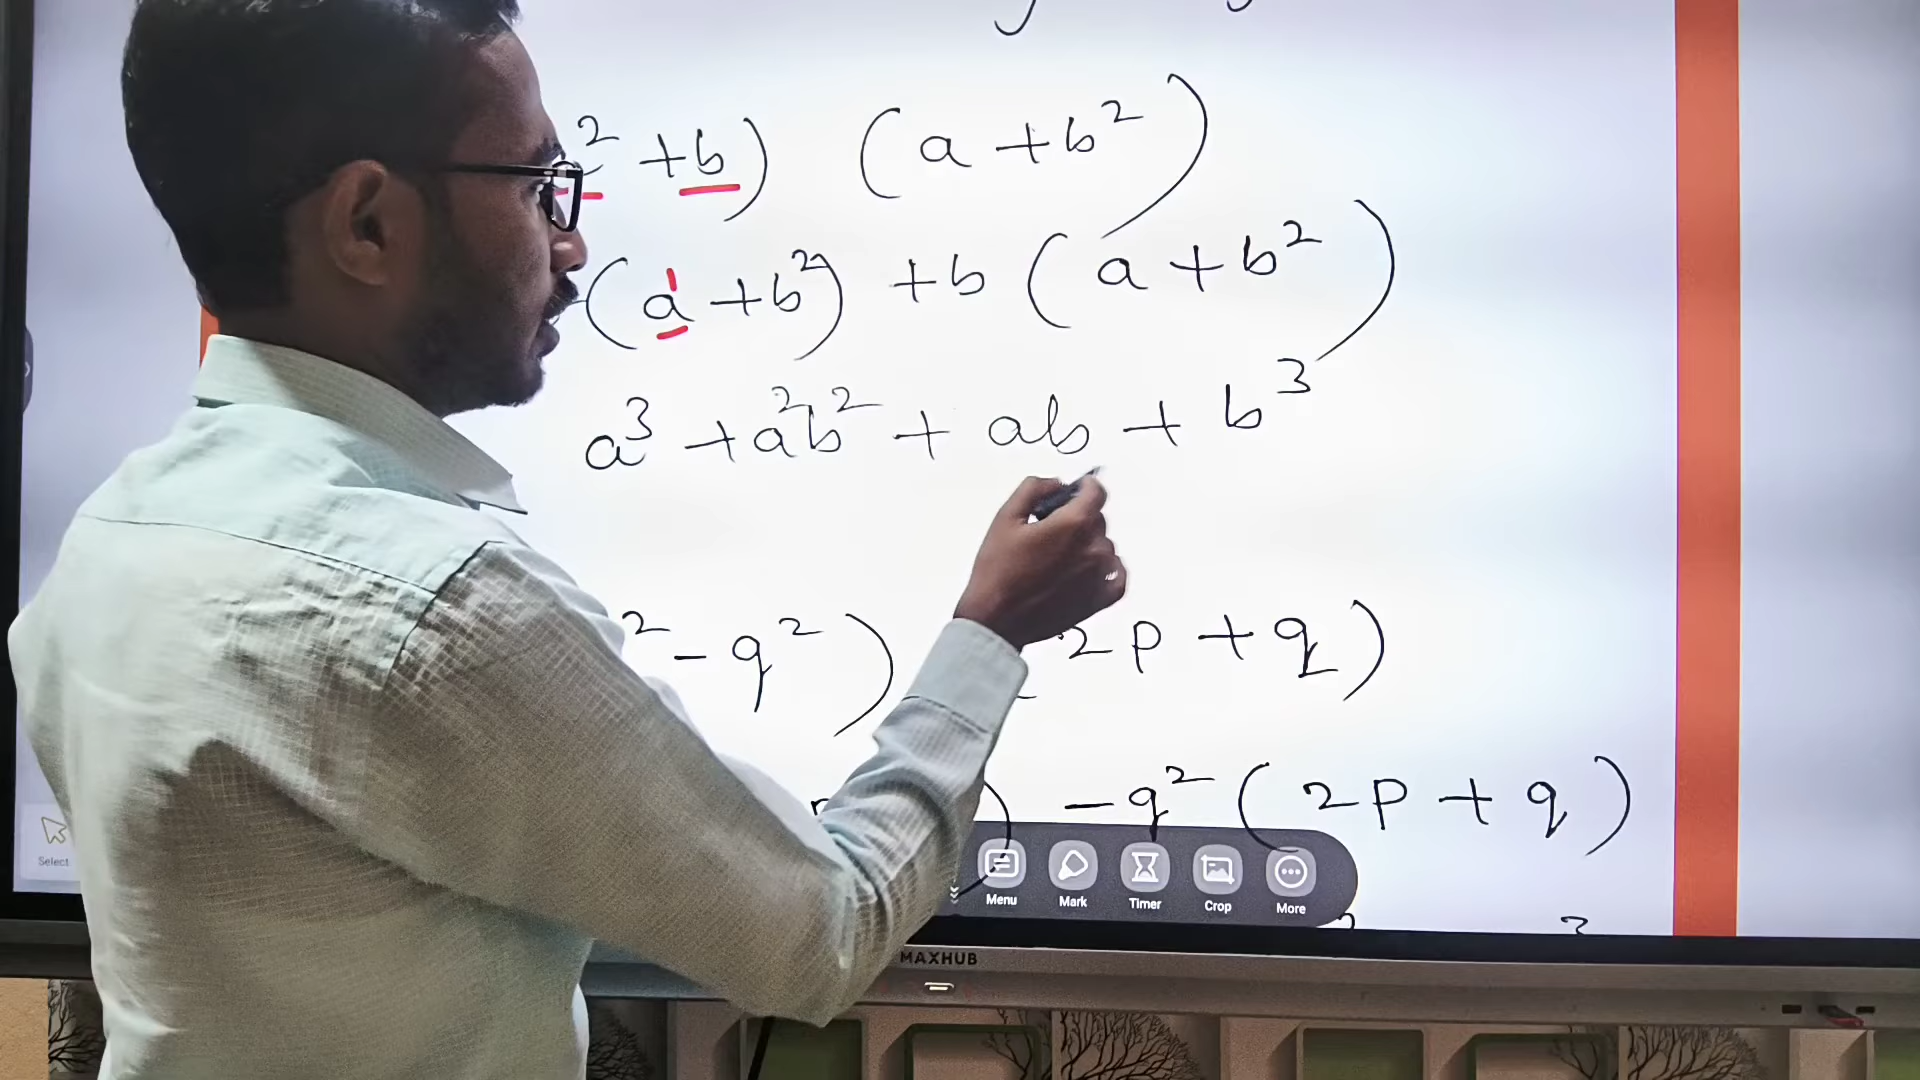 ² + b) (a + b²)
(a + b²) + b (a + b²)
a³ + a²b² + ab + b³
² - q²) 2p + q)
) - q² (2p + q)
Select
Menu Mark Timer Crop More
MAXHUB